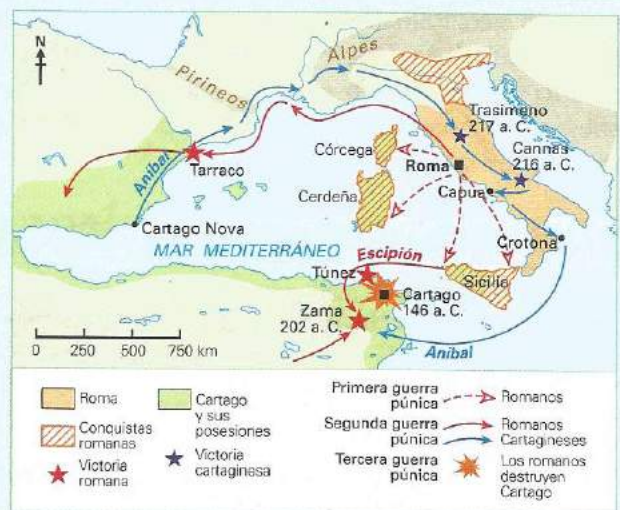 N
Alpes
Pirineos
Trasimeno
217 a. C.
Córcega
Cannas
216 a. C.
Roma
Aníbal
Tarraco
Capua
Cerdeña
Cartago Nova
Crotona
MAR MEDITERRÁNEO
Escipión
Túnez
Sicilia
Cartago
146 a. C.
Zama
202 a. C.
Aníbal
0 250 500 750 km
Roma
Conquistas
romanas
Victoria
romana
Cartago
y sus
posesiones
Victoria
cartaginesa
Primera guerra
púnica
Romanos
Segunda guerra
púnica
Romanos
Cartagineses
Tercera guerra
púnica
Los romanos
destruyen
Cartago